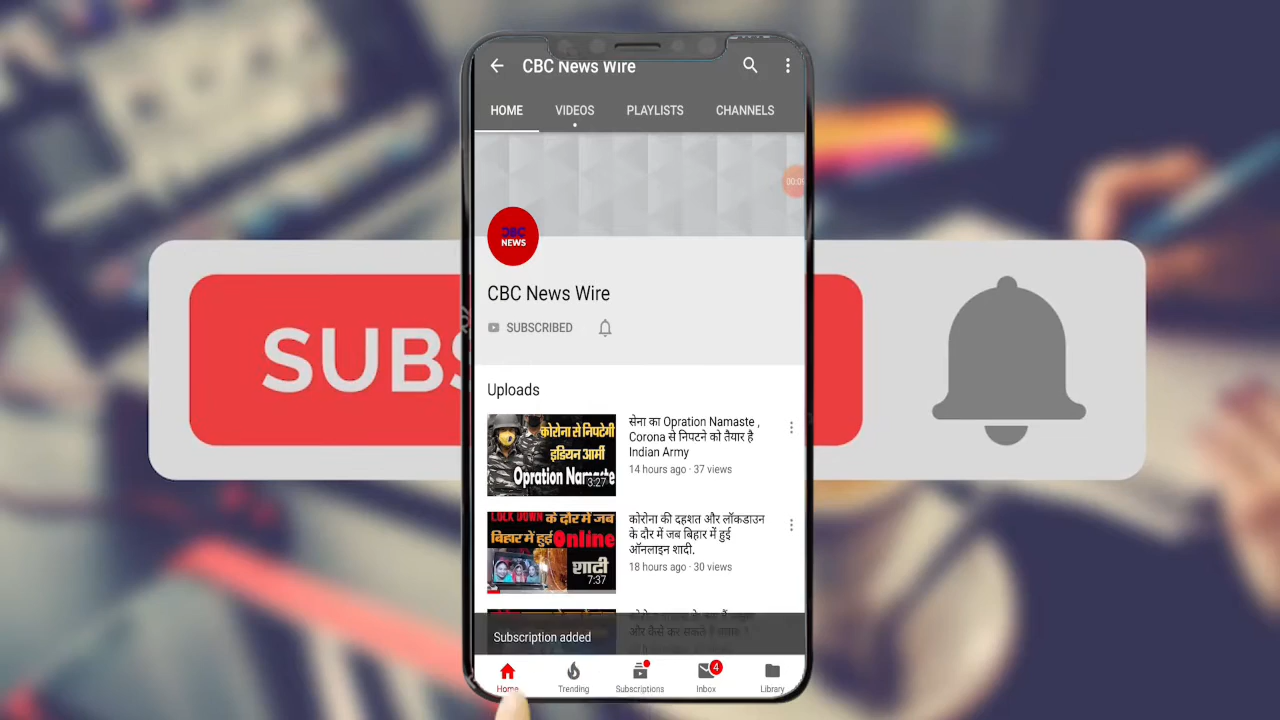 CBC News Wire
HOME VIDEOS PLAYLISTS CHANNELS
00:05
CBC
NEWS
CBC News Wire
SUBSCRIBED
SUBS
Uploads
कोरोना से निपटेगी
इंडियन आर्मी
Opration Namaste
3:27
सेना का Opration Namaste ,
Corona से निपटने को तैयार है
Indian Army
14 hours ago · 37 views
LOCK DOWN के दौर में जब
बिहार में हुई Online
शादी
7:37
कोरोना की दहशत और लॉकडाउन
के दौर में जब बिहार में हुई
ऑनलाइन शादी.
18 hours ago · 30 views
Subscription added
4
Home Trending Subscriptions Inbox Library